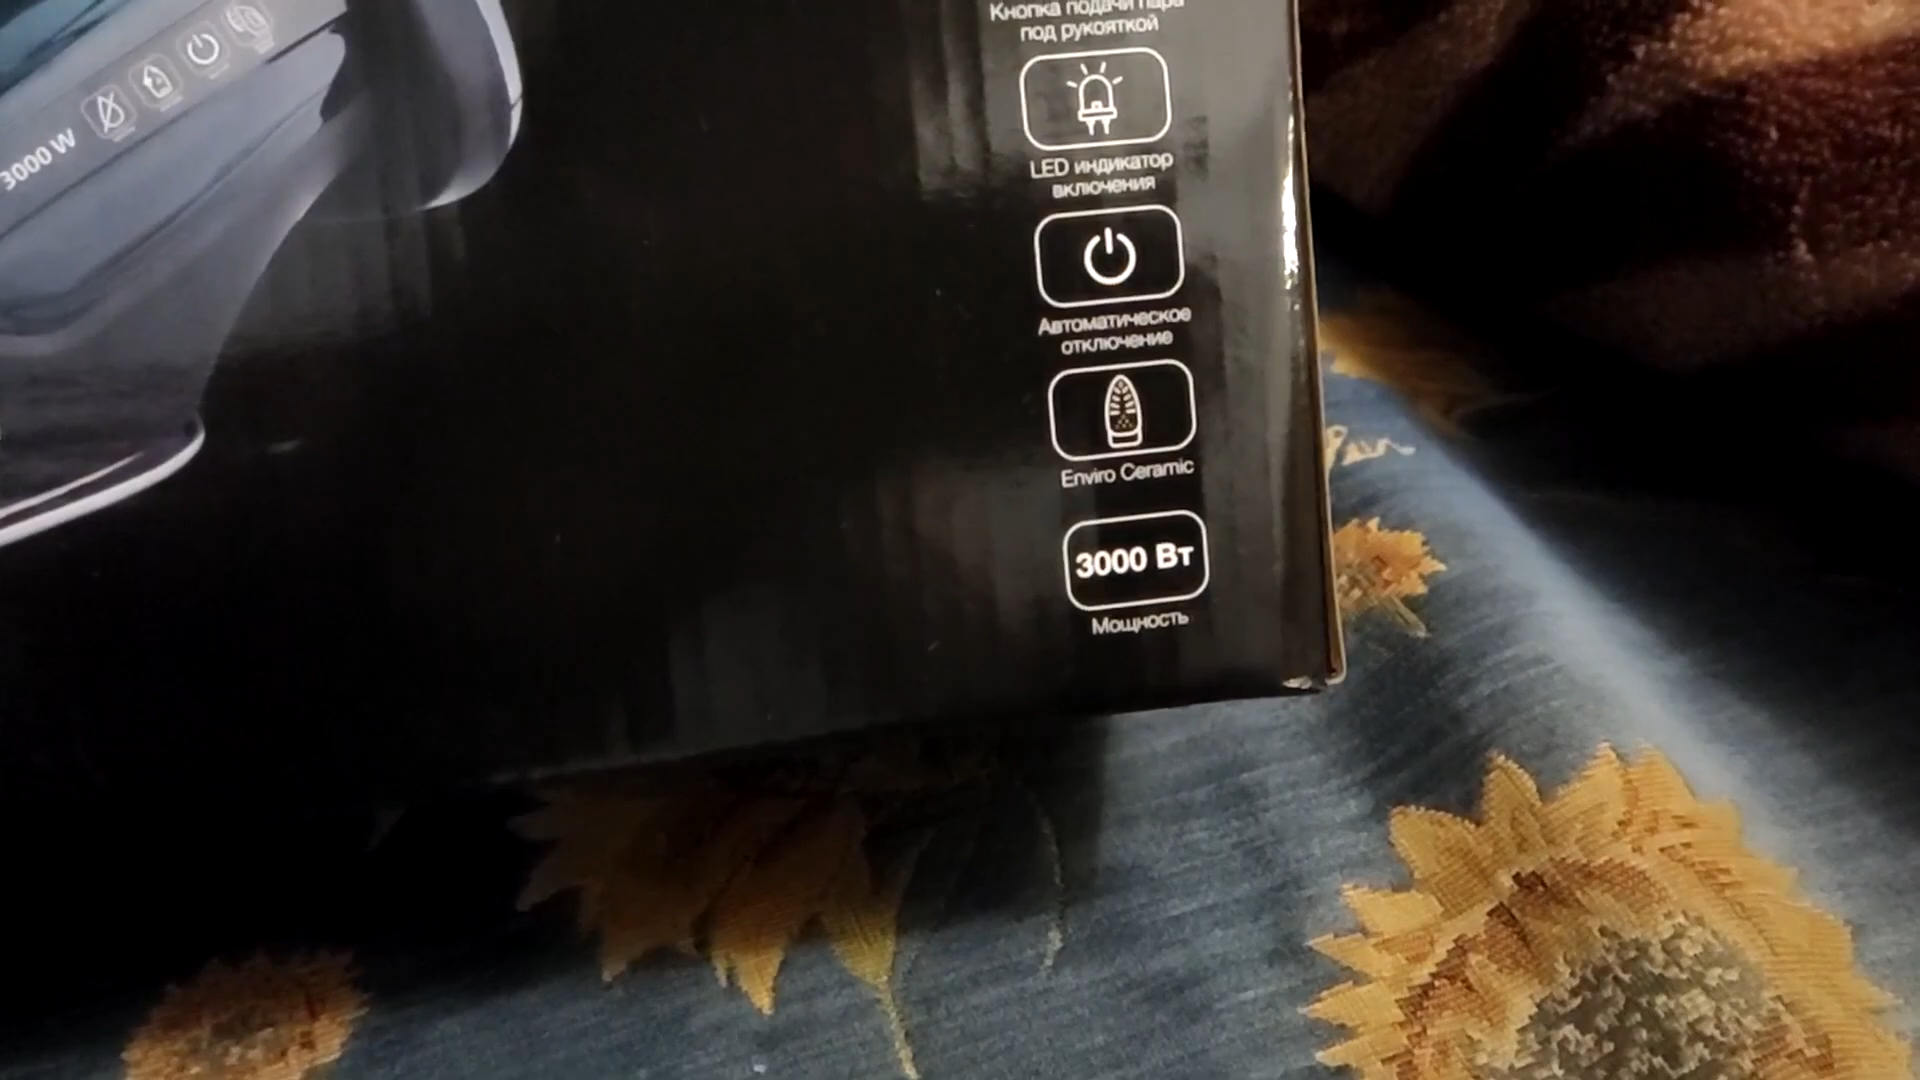 3000 W
Кнопка подачи пара
под рукояткой
LED индикатор
включения
Автоматическое
отключение
Enviro Ceramic
3000 Вт
Мощность